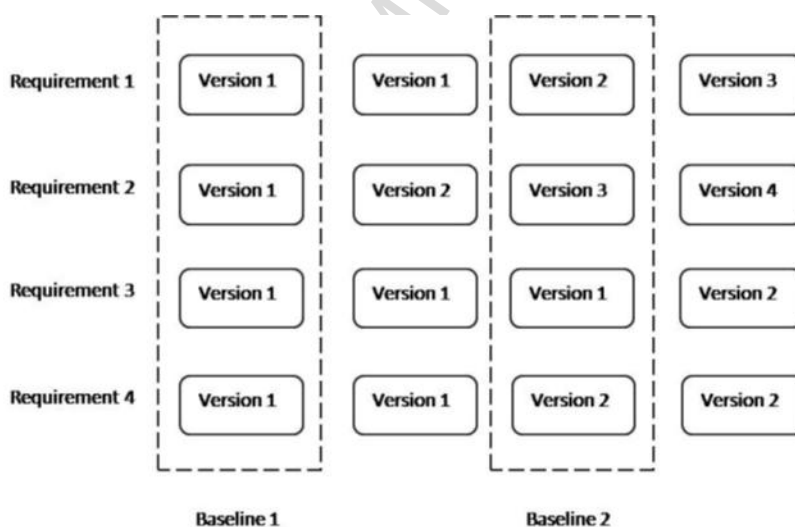 Requirement 1 Version 1 Version 1 Version 2 Version 3
Requirement 2 Version 1 Version 2 Version 3 Version 4
Requirement 3 Version 1 Version 1 Version 1 Version 2
Requirement 4 Version 1 Version 1 Version 2 Version 2
Baseline 1 Baseline 2